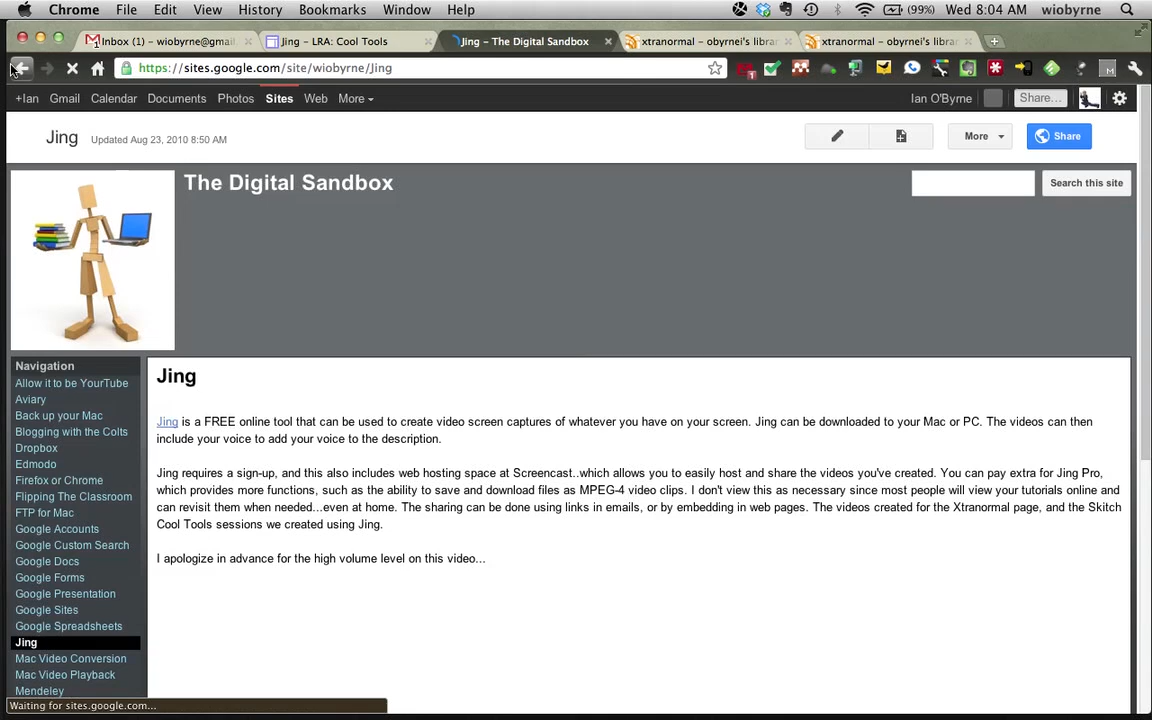 Chrome File Edit View History Bookmarks Window Help (99%) Wed 8:04 AM wiobyrne
Inbox (1) – wiobyrne@gmail. Jing – LRA: Cool Tools Jing – The Digital Sandbox xtranormal – obyrnei's librar xtranormal – obyrnei's librar
https://sites.google.com/site/wiobyrne/Jing
+Ian Gmail Calendar Documents Photos Sites Web More Ian O'Byrne Share…
Jing Updated Aug 23, 2010 8:50 AM More Share
The Digital Sandbox Search this site
Navigation
Allow it to be YourTube
Aviary
Back up your Mac
Blogging with the Colts
Dropbox
Edmodo
Firefox or Chrome
Flipping The Classroom
FTP for Mac
Google Accounts
Google Custom Search
Google Docs
Google Forms
Google Presentation
Google Sites
Google Spreadsheets
Jing
Mac Video Conversion
Mac Video Playback
Mendeley
Jing
Jing is a FREE online tool that can be used to create video screen captures of whatever you have on your screen. Jing can be downloaded to your Mac or PC. The videos can then
include your voice to add your voice to the description.
Jing requires a sign-up, and this also includes web hosting space at Screencast..which allows you to easily host and share the videos you've created. You can pay extra for Jing Pro,
which provides more functions, such as the ability to save and download files as MPEG-4 video clips. I don't view this as necessary since most people will view your tutorials online and
can revisit them when needed...even at home. The sharing can be done using links in emails, or by embedding in web pages. The videos created for the Xtranormal page, and the Skitch
Cool Tools sessions we created using Jing.
I apologize in advance for the high volume level on this video...
Waiting for sites.google.com...